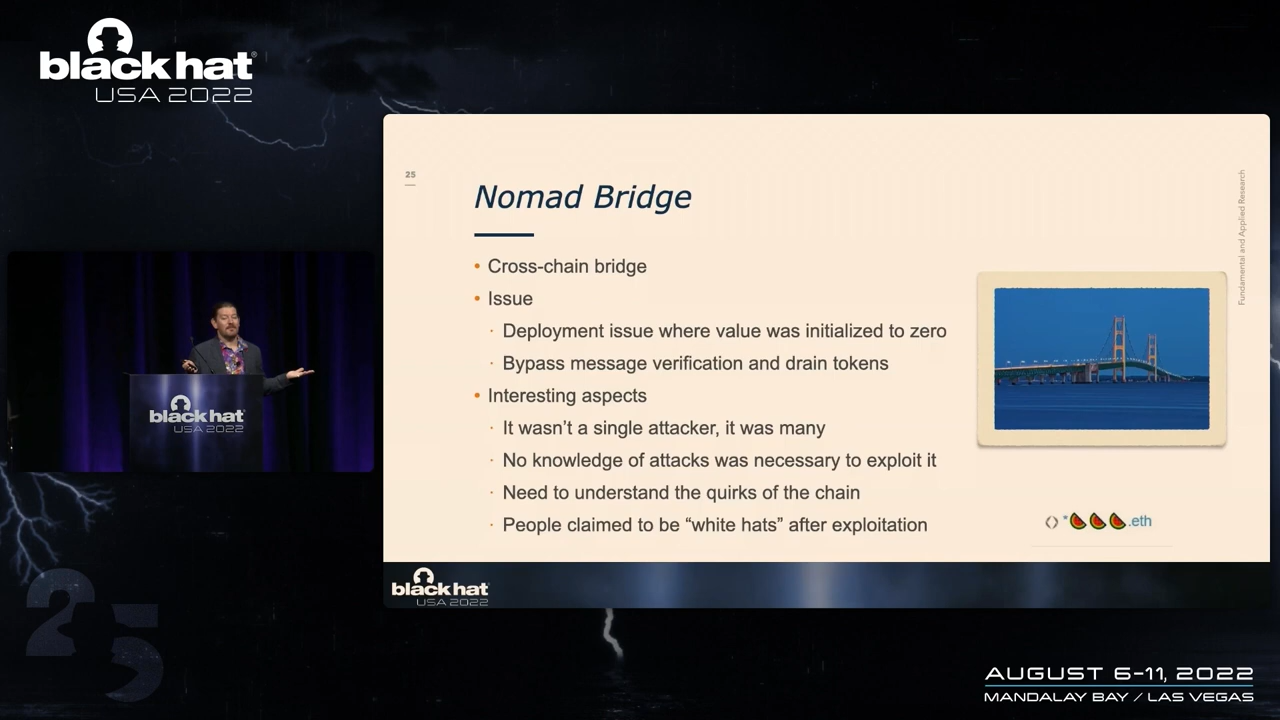 black hat®
USA 2022
25
Nomad Bridge
Fundamental and Applied Research
• Cross-chain bridge
• Issue
· Deployment issue where value was initialized to zero
· Bypass message verification and drain tokens
• Interesting aspects
· It wasn’t a single attacker, it was many
· No knowledge of attacks was necessary to exploit it
· Need to understand the quirks of the chain
· People claimed to be “white hats” after exploitation
*🍉🍉🍉.eth
black hat
USA 2022
black hat
USA 2022
25
AUGUST 6-11, 2022
MANDALAY BAY / LAS VEGAS